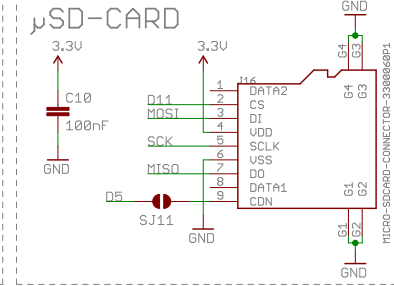 µSD-CARD
GND
3.3V
3.3V
J16
C10
100nF
GND
D11
MOSI
SCK
MISO
D5
SJ11
GND
1 DATA2
2 CS
3 DI
4 VDD
5 SCLK
6 VSS
7 DO
8 DATA1
9 CDN
G4 G3
G4 G3
G1 G2
G1 G2
GND
MICRO-SDCARD-CONNECTOR-3300060P1